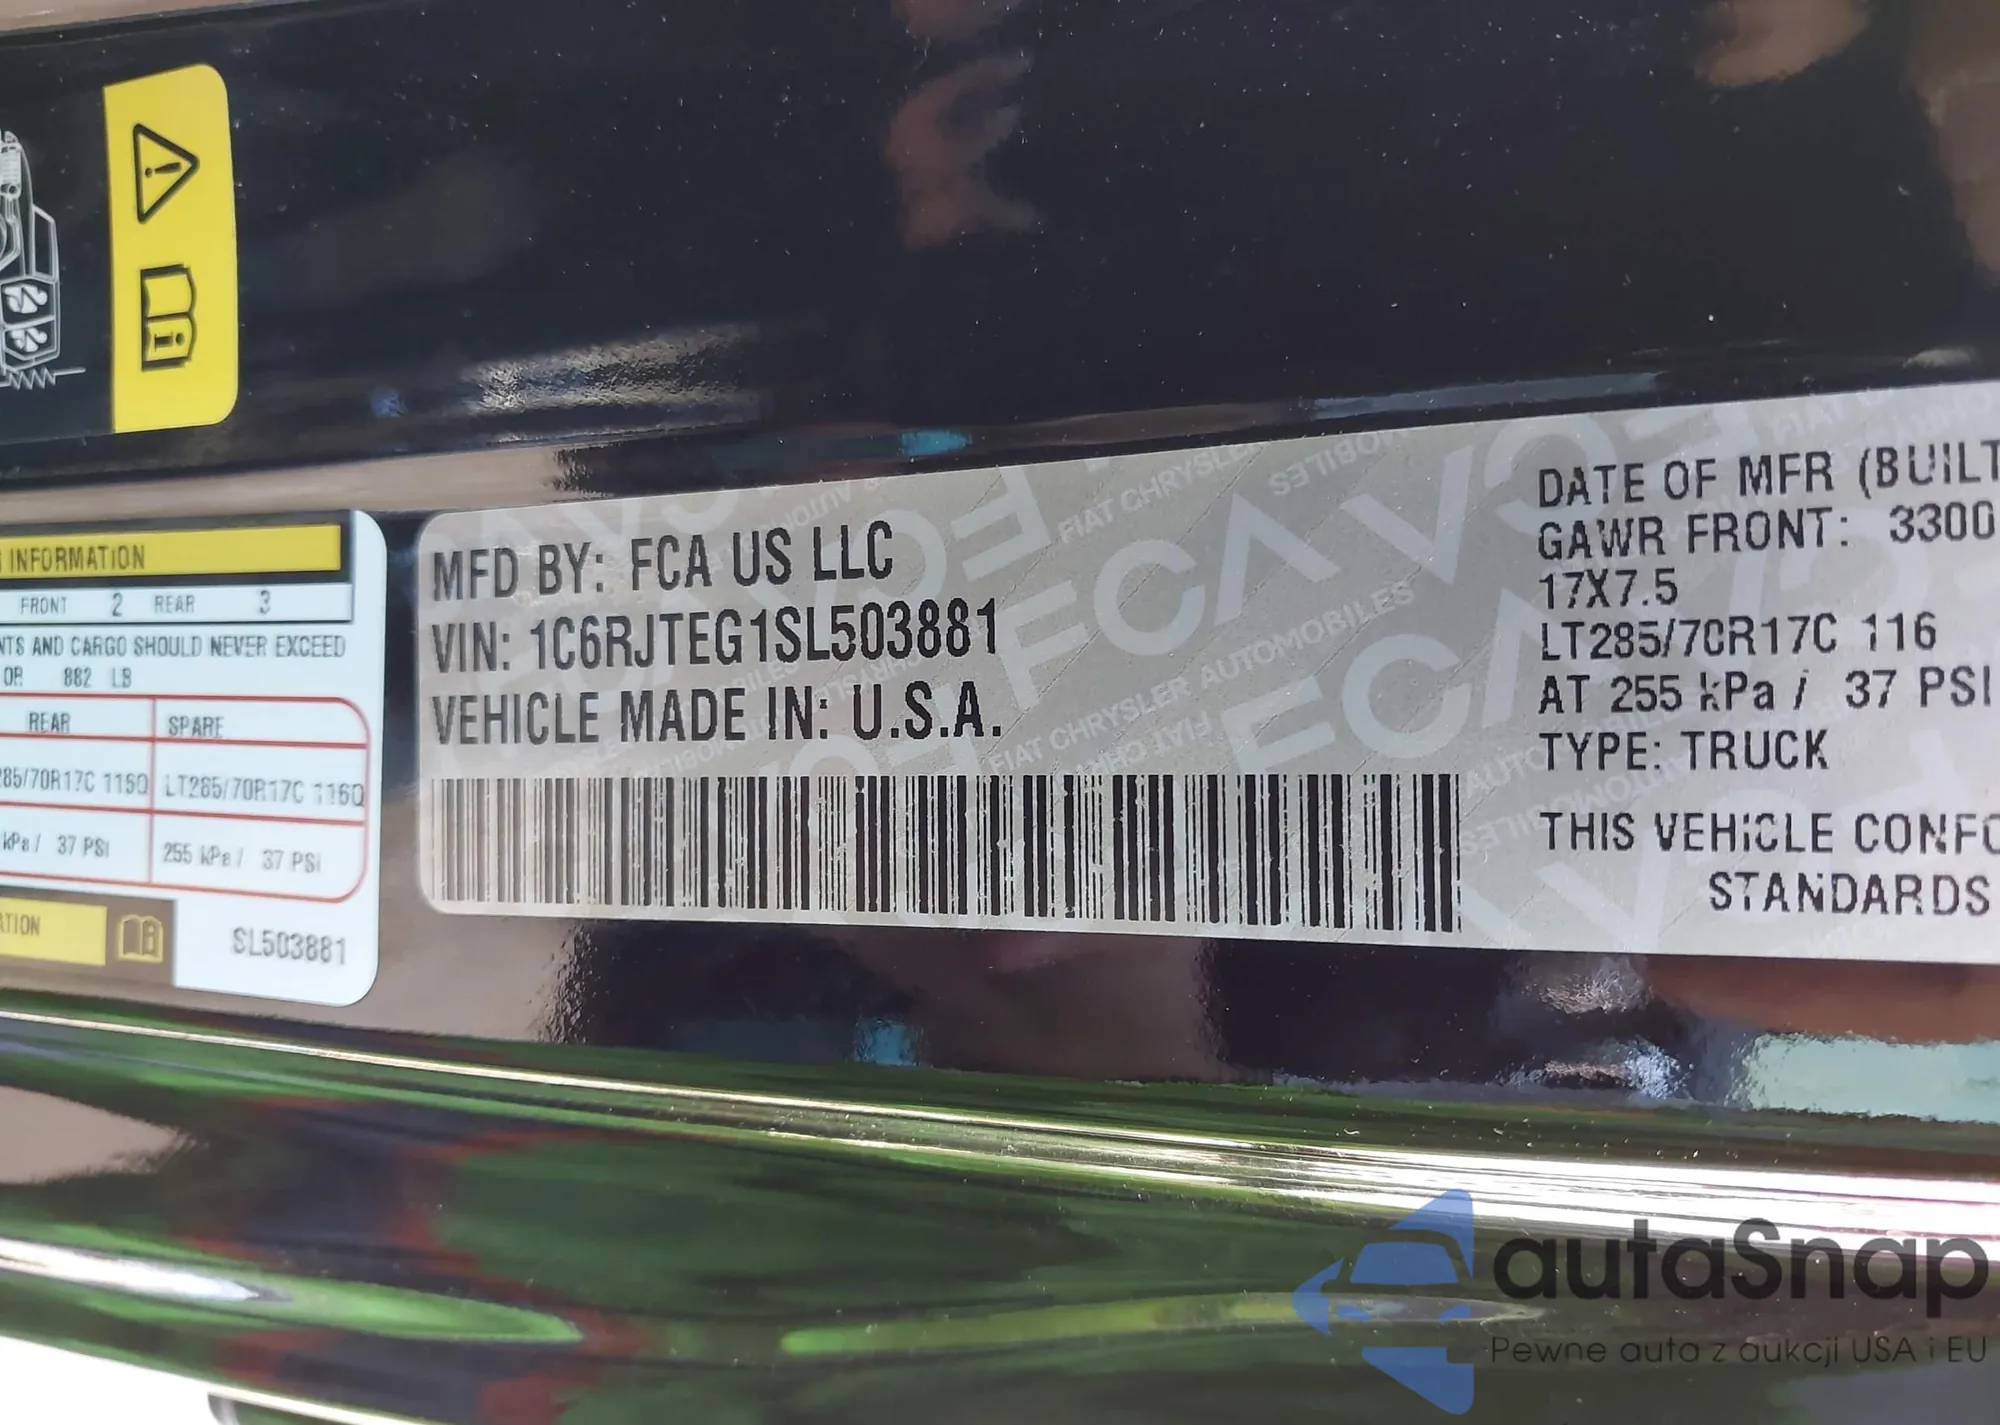 INFORMATION
FRONT 2 REAR 3
NTS AND CARGO SHOULD NEVER EXCEED
OR 882 LB
REAR SPARE
285/70R17C 116Q LT285/70R17C 116Q
kPa / 37 PSI 255 kPa / 37 PSI
ATION
SL503881
MFD BY: FCA US LLC
VIN: 1C6RJTEG1SL503881
VEHICLE MADE IN: U.S.A.
DATE OF MFR (BUILT
GAWR FRONT: 3300
17X7.5
LT285/70R17C 116
AT 255 kPa / 37 PSI
TYPE: TRUCK
THIS VEHICLE CONFO
STANDARDS
FCA
FIAT CHRYSLER AUTOMOBILES
autaSnap
Pewne auta z aukcji USA i EU